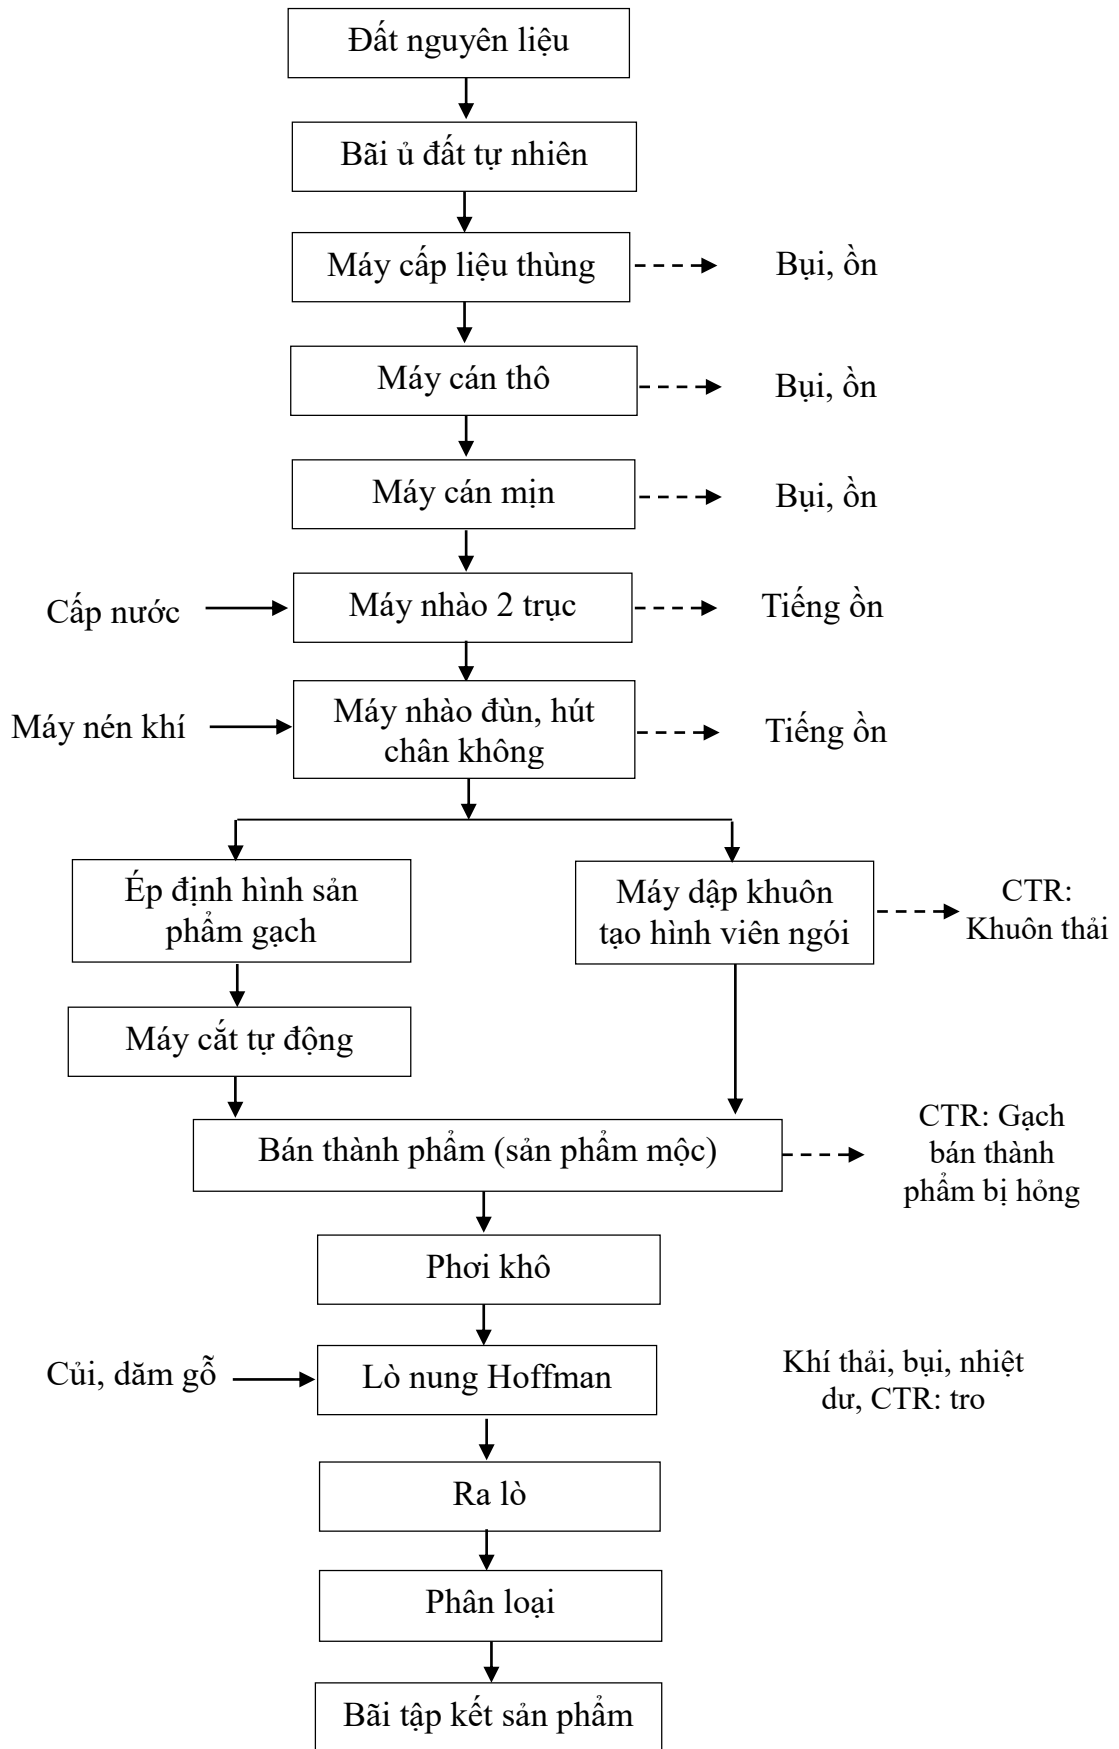 Đất nguyên liệu
Bãi ủ đất tự nhiên
Máy cấp liệu thùng
Bụi, ồn
Máy cán thô
Bụi, ồn
Máy cán mịn
Bụi, ồn
Cấp nước
Máy nhào 2 trục
Tiếng ồn
Máy nén khí
Máy nhào đùn, hút
chân không
Tiếng ồn
Ép định hình sản
phẩm gạch
Máy dập khuôn
tạo hình viên ngói
CTR:
Khuôn thải
Máy cắt tự động
Bán thành phẩm (sản phẩm mộc)
CTR: Gạch
bán thành
phẩm bị hỏng
Phơi khô
Củi, dăm gỗ
Lò nung Hoffman
Khí thải, bụi, nhiệt
dư, CTR: tro
Ra lò
Phân loại
Bãi tập kết sản phẩm